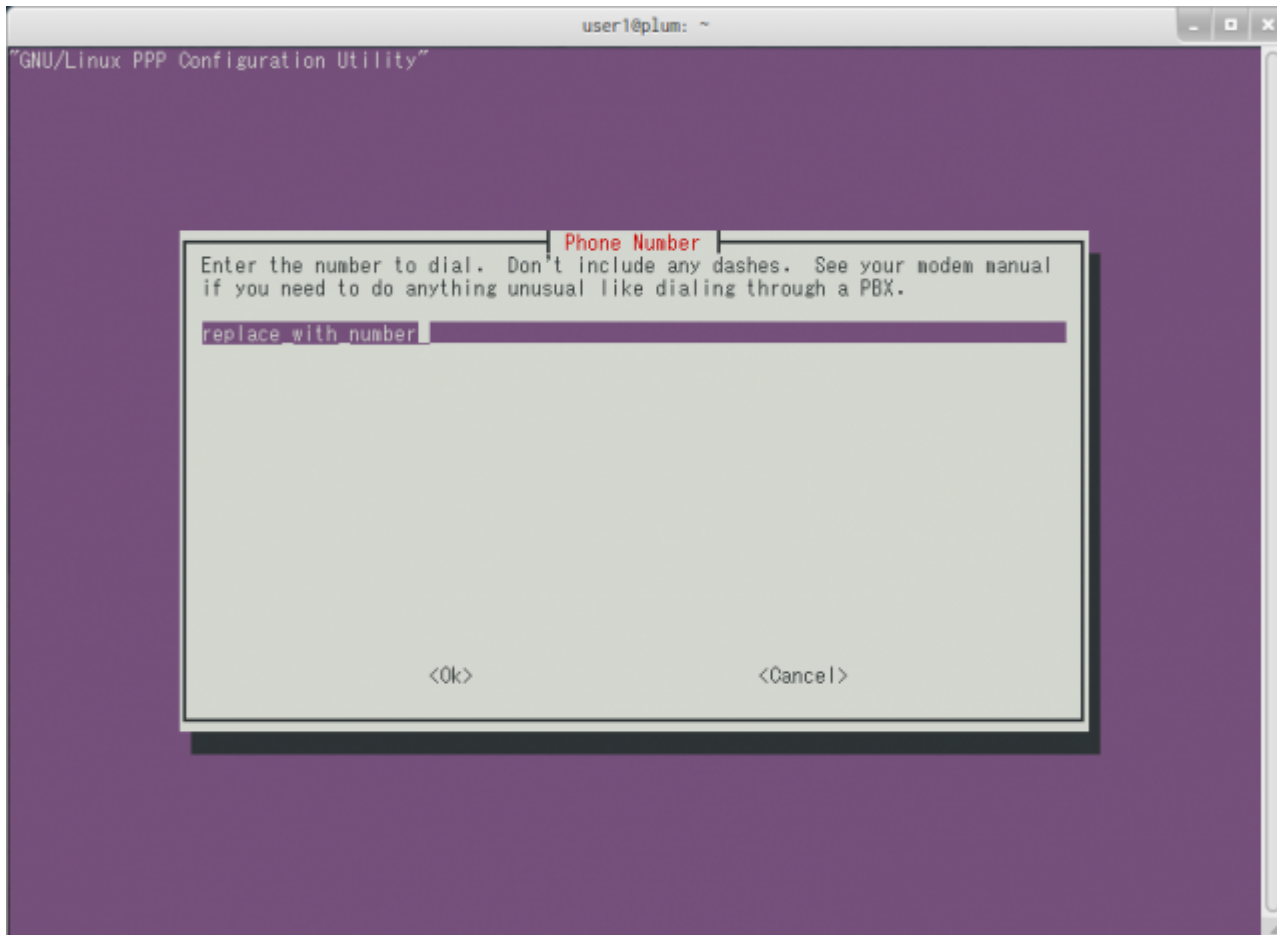 user1@plum: ~
"GNU/Linux PPP Configuration Utility"
Phone Number
Enter the number to dial.  Don't include any dashes.  See your modem manual
if you need to do anything unusual like dialing through a PBX.
replace_with_number
<Ok> <Cancel>